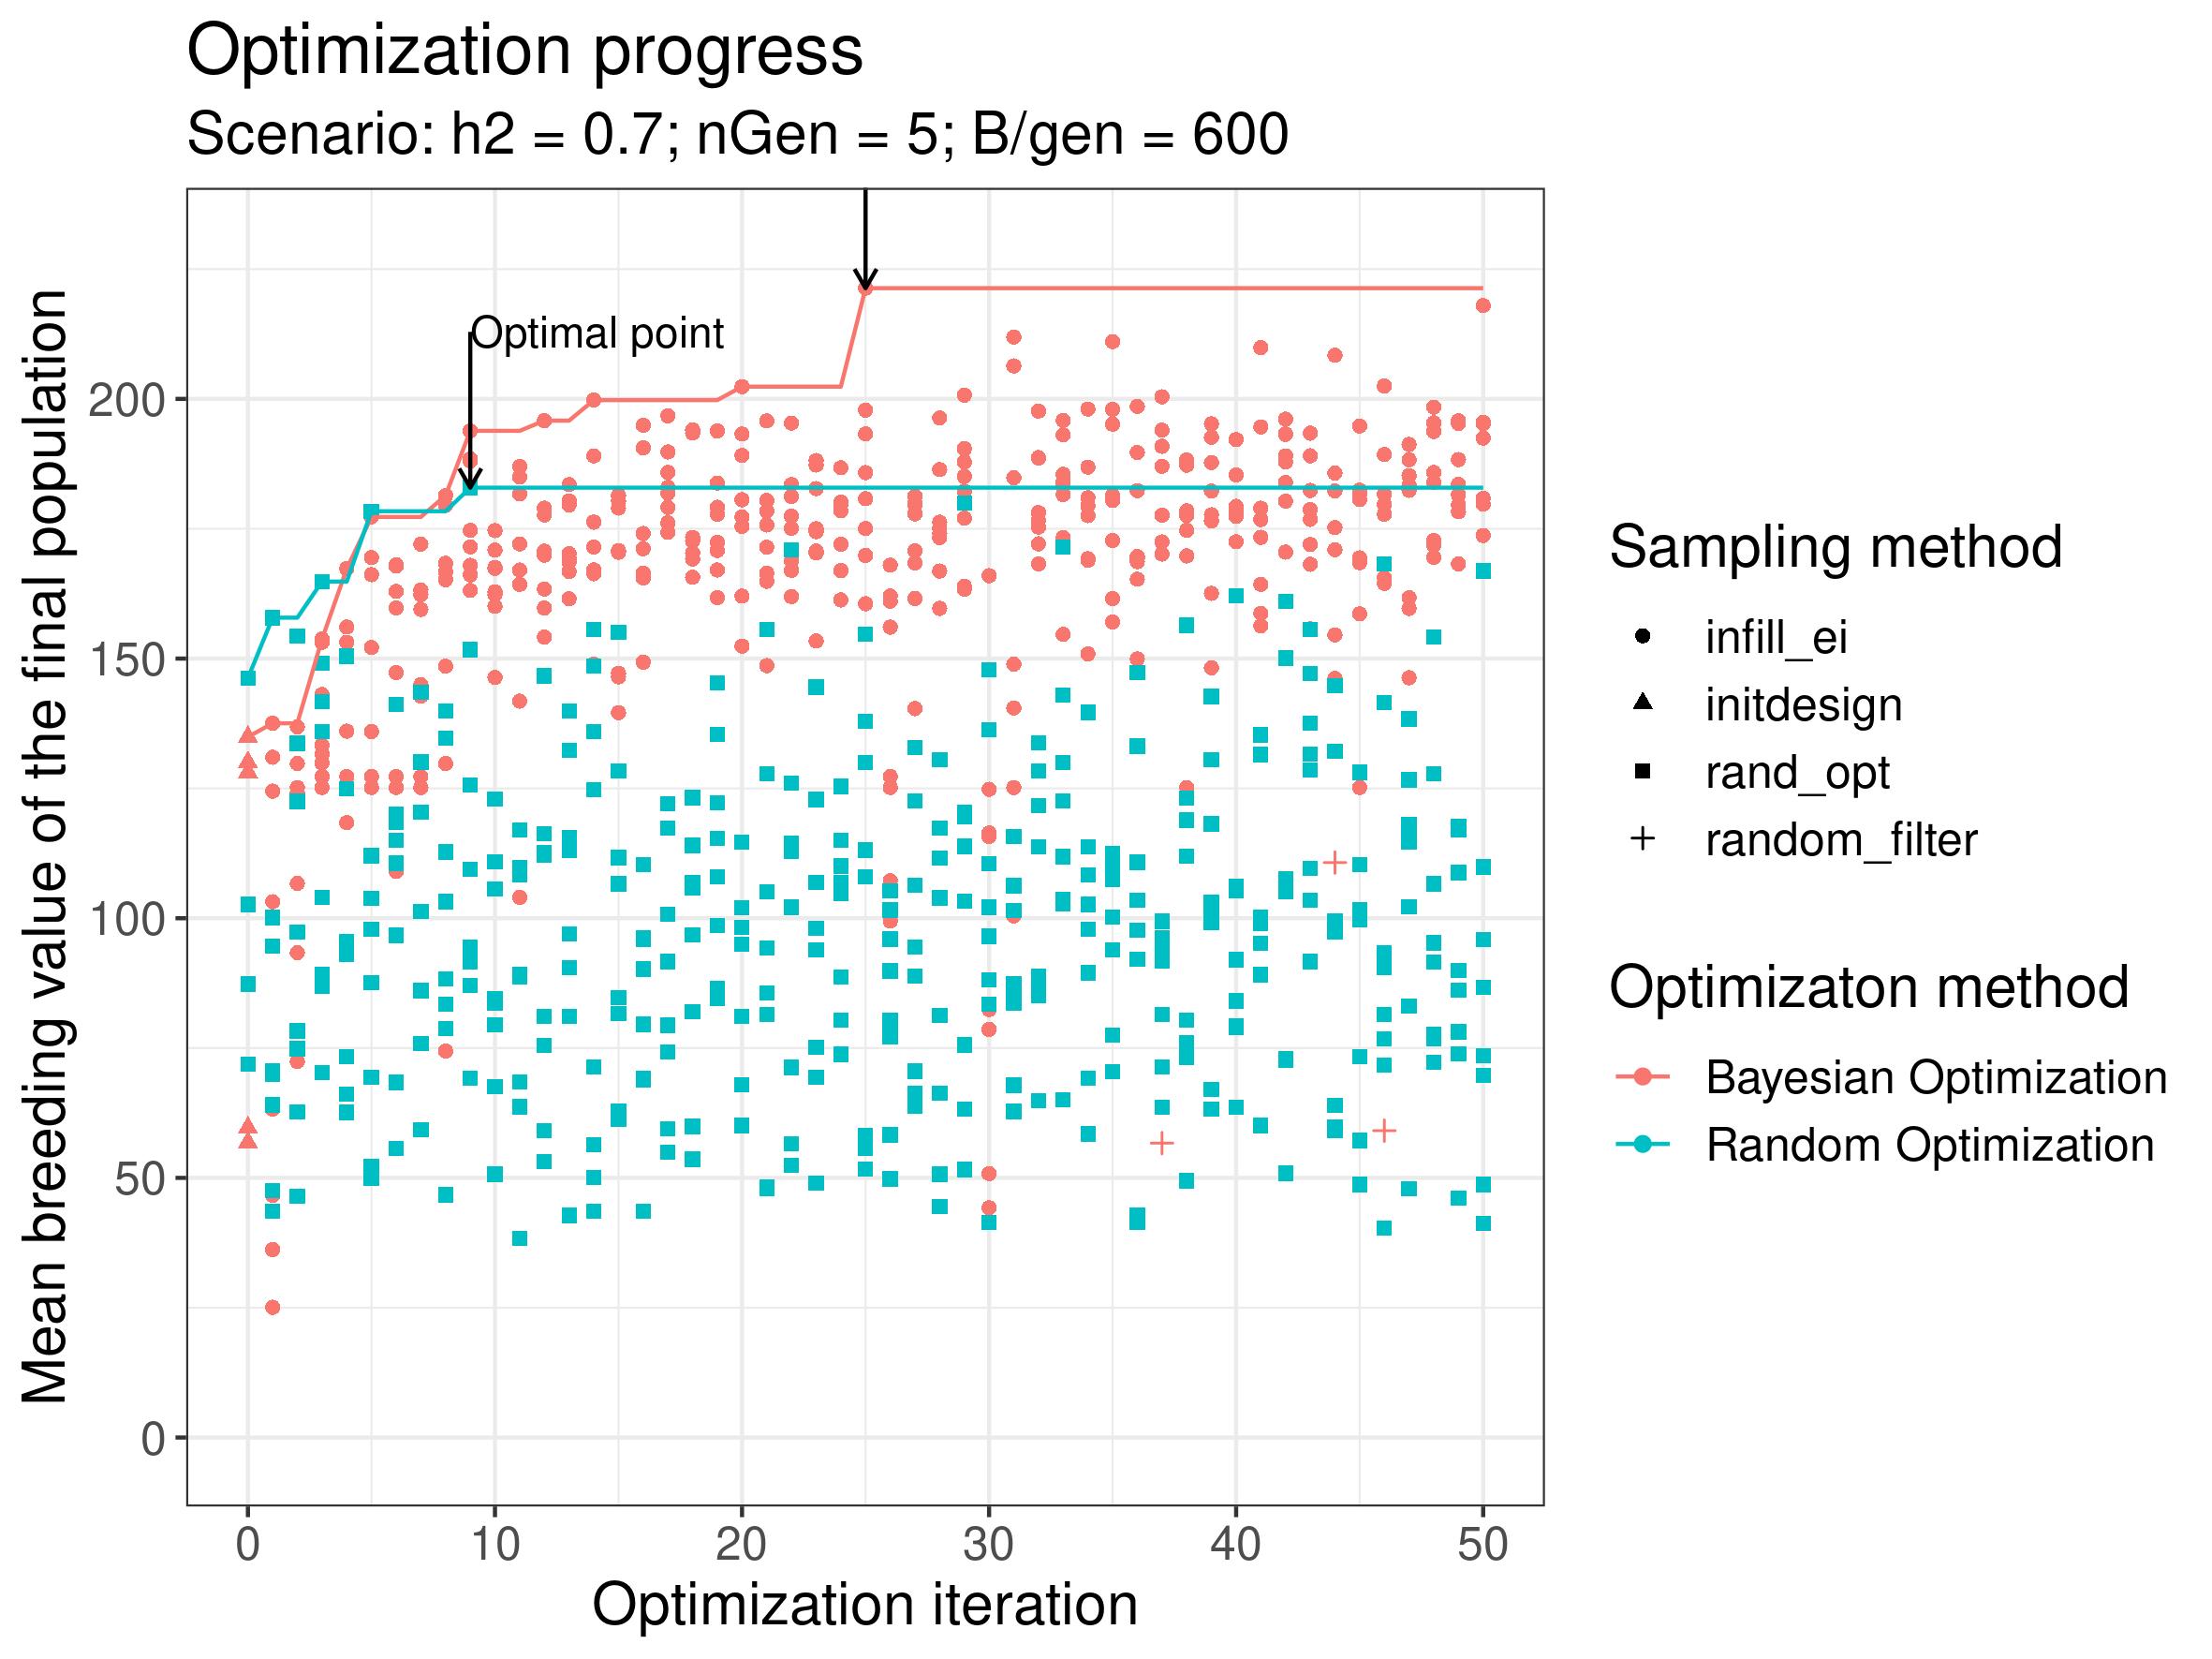 Optimization progress
Scenario: h2 = 0.7; nGen = 5; B/gen = 600
Mean breeding value of the final population
200
150
100
50
0
Optimal point
0 10 20 30 40 50
Optimization iteration
Sampling method
infill_ei
initdesign
rand_opt
random_filter
Optimizaton method
Bayesian Optimization
Random Optimization